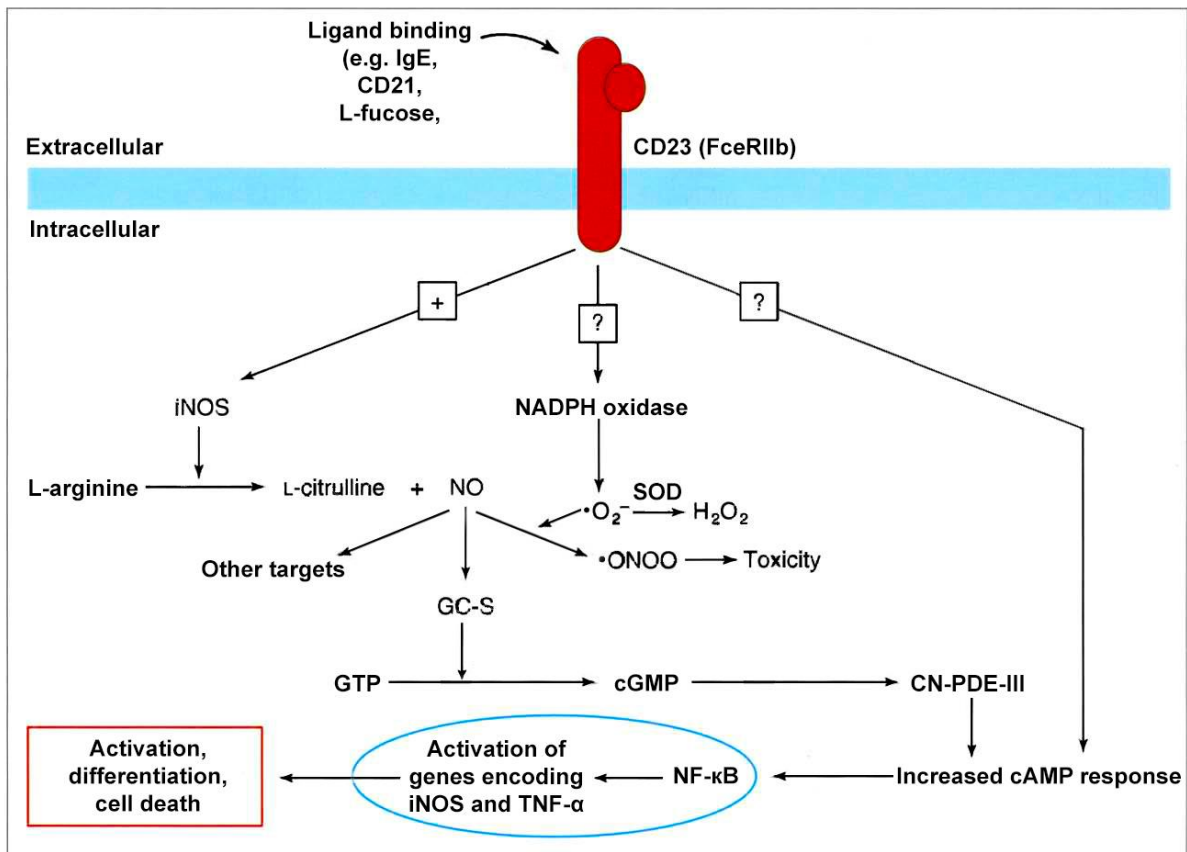 Ligand binding
(e.g. IgE,
CD21,
L-fucose,
Extracellular
CD23 (FceRIIb)
Intracellular
+
?
?
iNOS
NADPH oxidase
L-arginine
L-citrulline + NO
•O₂⁻
SOD
H₂O₂
Other targets
•ONOO
Toxicity
GC-S
GTP
cGMP
CN-PDE-III
Activation,
differentiation,
cell death
Activation of
genes encoding
iNOS and TNF-α
NF-κB
Increased cAMP response